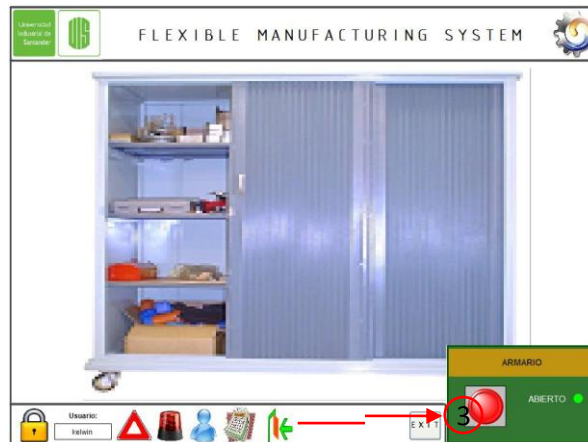 Universidad
Industrial de
Santander
FLEXIBLE MANUFACTURING SYSTEM
ARMARIO
ABIERTO
3
Usuario:
kelwin
EXIT